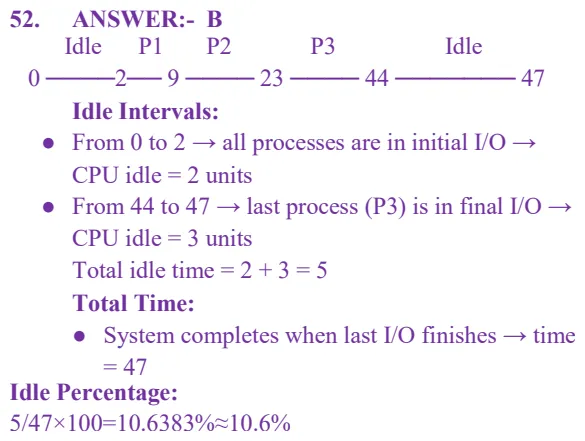 52. ANSWER:- B
Idle P1 P2 P3 Idle
0 ———2—— 9 ——— 23 ——— 44 ————— 47
Idle Intervals:
● From 0 to 2 → all processes are in initial I/O →
CPU idle = 2 units
● From 44 to 47 → last process (P3) is in final I/O →
CPU idle = 3 units
Total idle time = 2 + 3 = 5
Total Time:
● System completes when last I/O finishes → time
= 47
Idle Percentage:
5/47×100=10.6383%≈10.6%